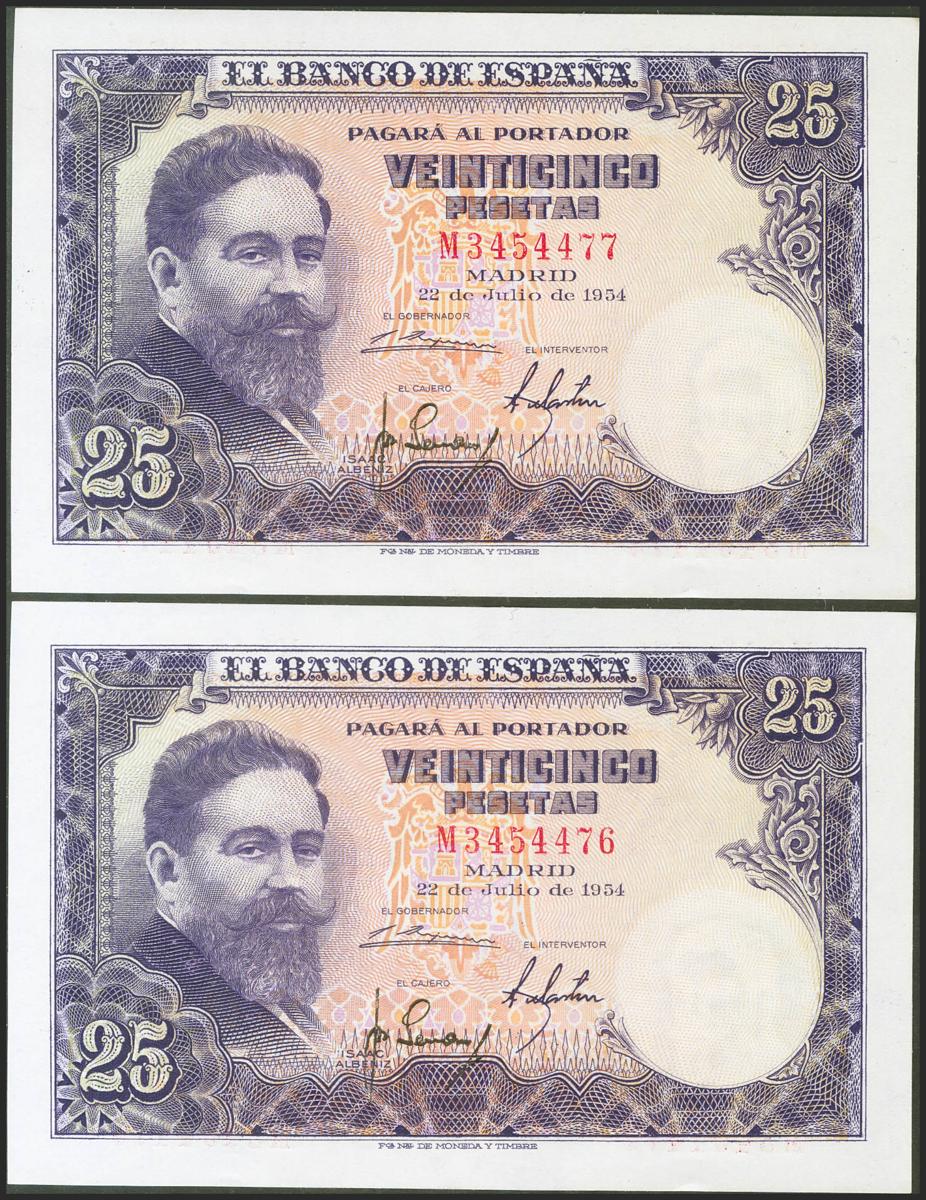 EL BANCO DE ESPAÑA
25
PAGARÁ AL PORTADOR
VEINTICINCO
PESETAS
M3454477
MADRID
22 de Julio de 1954
EL GOBERNADOR
EL INTERVENTOR
EL CAJERO
ISAAC
ALBENIZ
25
FCA NAL DE MONEDA Y TIMBRE
EL BANCO DE ESPAÑA
25
PAGARÁ AL PORTADOR
VEINTICINCO
PESETAS
M3454476
MADRID
22 de Julio de 1954
EL GOBERNADOR
EL INTERVENTOR
EL CAJERO
ISAAC
ALBENIZ
25
FCA NAL DE MONEDA Y TIMBRE